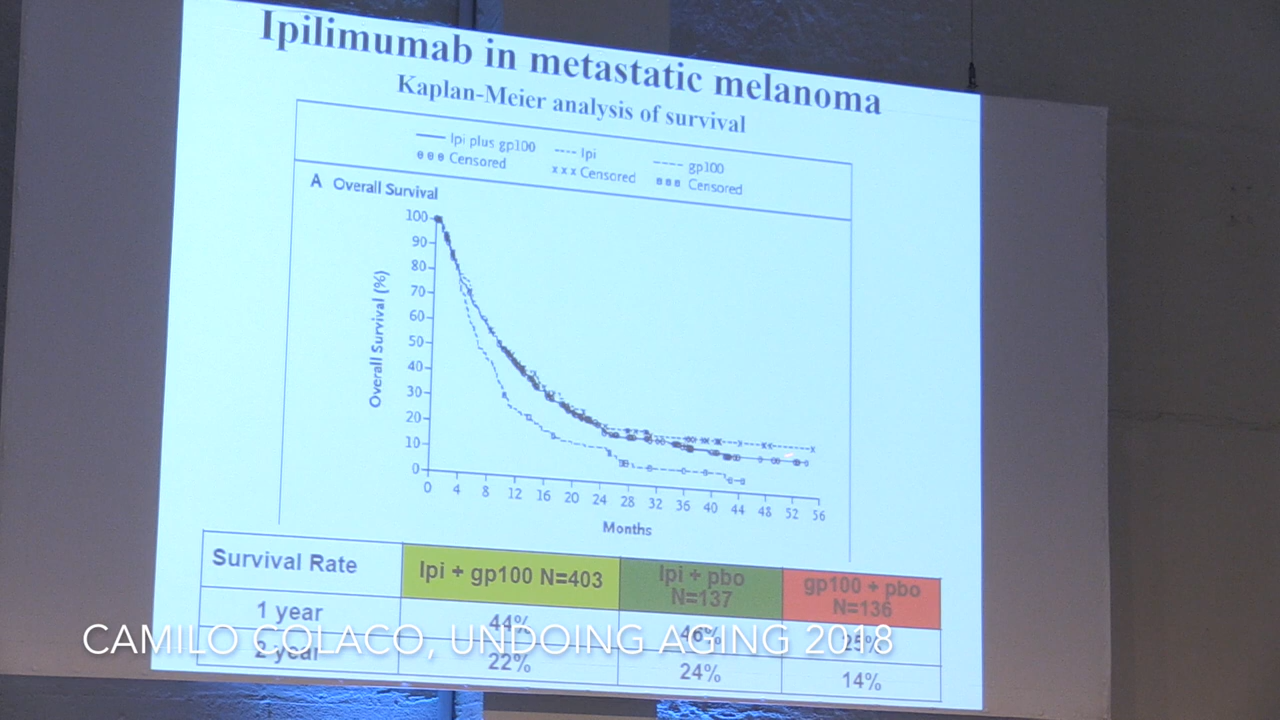 Ipilimumab in metastatic melanoma
Kaplan-Meier analysis of survival
Ipi plus gp100
Ipi
gp100
Censored
Censored
Censored
A Overall Survival
Overall Survival (%)
100
90
80
70
60
50
40
30
20
10
0
0 4 8 12 16 20 24 28 32 36 40 44 48 52 56
Months
Survival Rate
Ipi + gp100 N=403
Ipi + pbo
N=137
gp100 + pbo
N=136
1 year 44% 46% 25%
2 year 22% 24% 14%
CAMILO COLACO, UNDOING AGING 2018